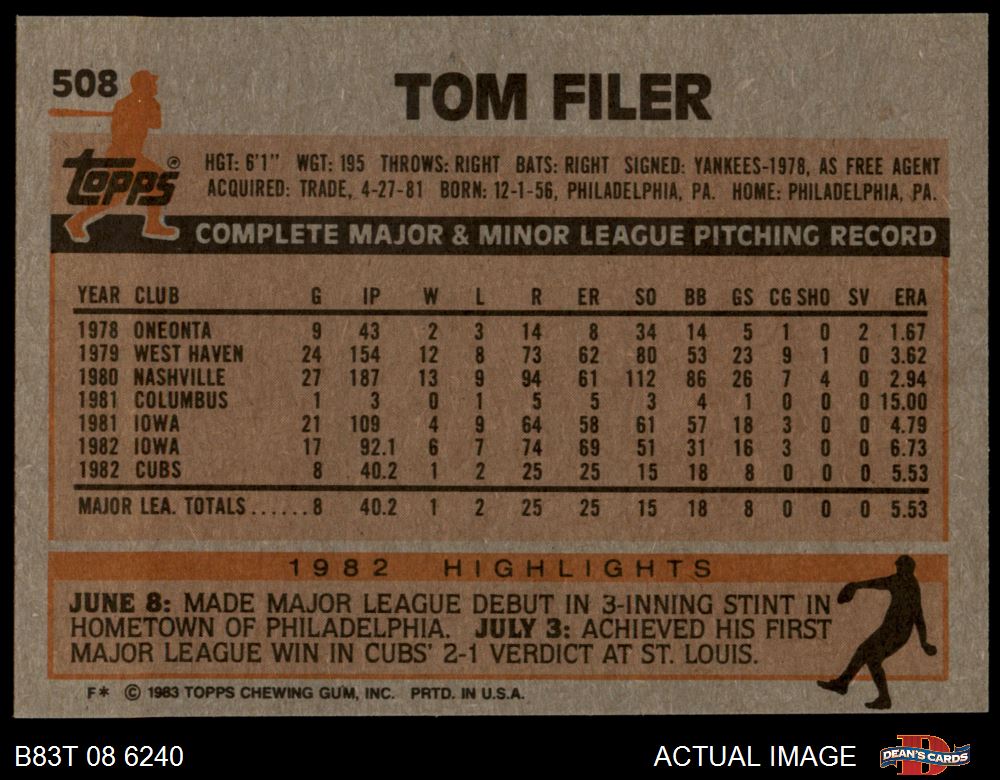 508
TOM FILER
Topps ®
HGT: 6'1" WGT: 195 THROWS: RIGHT BATS: RIGHT SIGNED: YANKEES-1978, AS FREE AGENT
ACQUIRED: TRADE, 4-27-81 BORN: 12-1-56, PHILADELPHIA, PA. HOME: PHILADELPHIA, PA.
COMPLETE MAJOR & MINOR LEAGUE PITCHING RECORD
YEAR CLUB G IP W L R ER SO BB GS CG SHO SV ERA
1978 ONEONTA 9 43 2 3 14 8 34 14 5 1 0 2 1.67
1979 WEST HAVEN 24 154 12 8 73 62 80 53 23 9 1 0 3.62
1980 NASHVILLE 27 187 13 9 94 61 112 86 26 7 4 0 2.94
1981 COLUMBUS 1 3 0 1 5 5 3 4 1 0 0 0 15.00
1981 IOWA 21 109 4 9 64 58 61 57 18 3 0 0 4.79
1982 IOWA 17 92.1 6 7 74 69 51 31 16 3 0 0 6.73
1982 CUBS 8 40.2 1 2 25 25 15 18 8 0 0 0 5.53
MAJOR LEA. TOTALS......8 40.2 1 2 25 25 15 18 8 0 0 0 5.53
1982 HIGHLIGHTS
JUNE 8: MADE MAJOR LEAGUE DEBUT IN 3-INNING STINT IN
HOMETOWN OF PHILADELPHIA. JULY 3: ACHIEVED HIS FIRST
MAJOR LEAGUE WIN IN CUBS' 2-1 VERDICT AT ST. LOUIS.
F* © 1983 TOPPS CHEWING GUM, INC. PRTD. IN U.S.A.
B83T 08 6240
ACTUAL IMAGE
D
DEAN'S CARDS